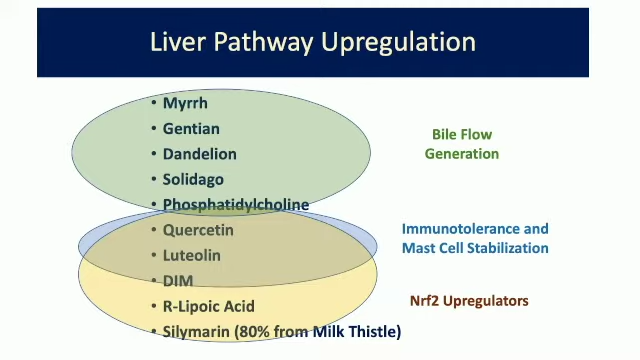 Liver Pathway Upregulation
• Myrrh
• Gentian
• Dandelion
• Solidago
• Phosphatidylcholine
• Quercetin
• Luteolin
• DIM
• R-Lipoic Acid
• Silymarin (80% from Milk Thistle)
Bile Flow
Generation
Immunotolerance and
Mast Cell Stabilization
Nrf2 Upregulators